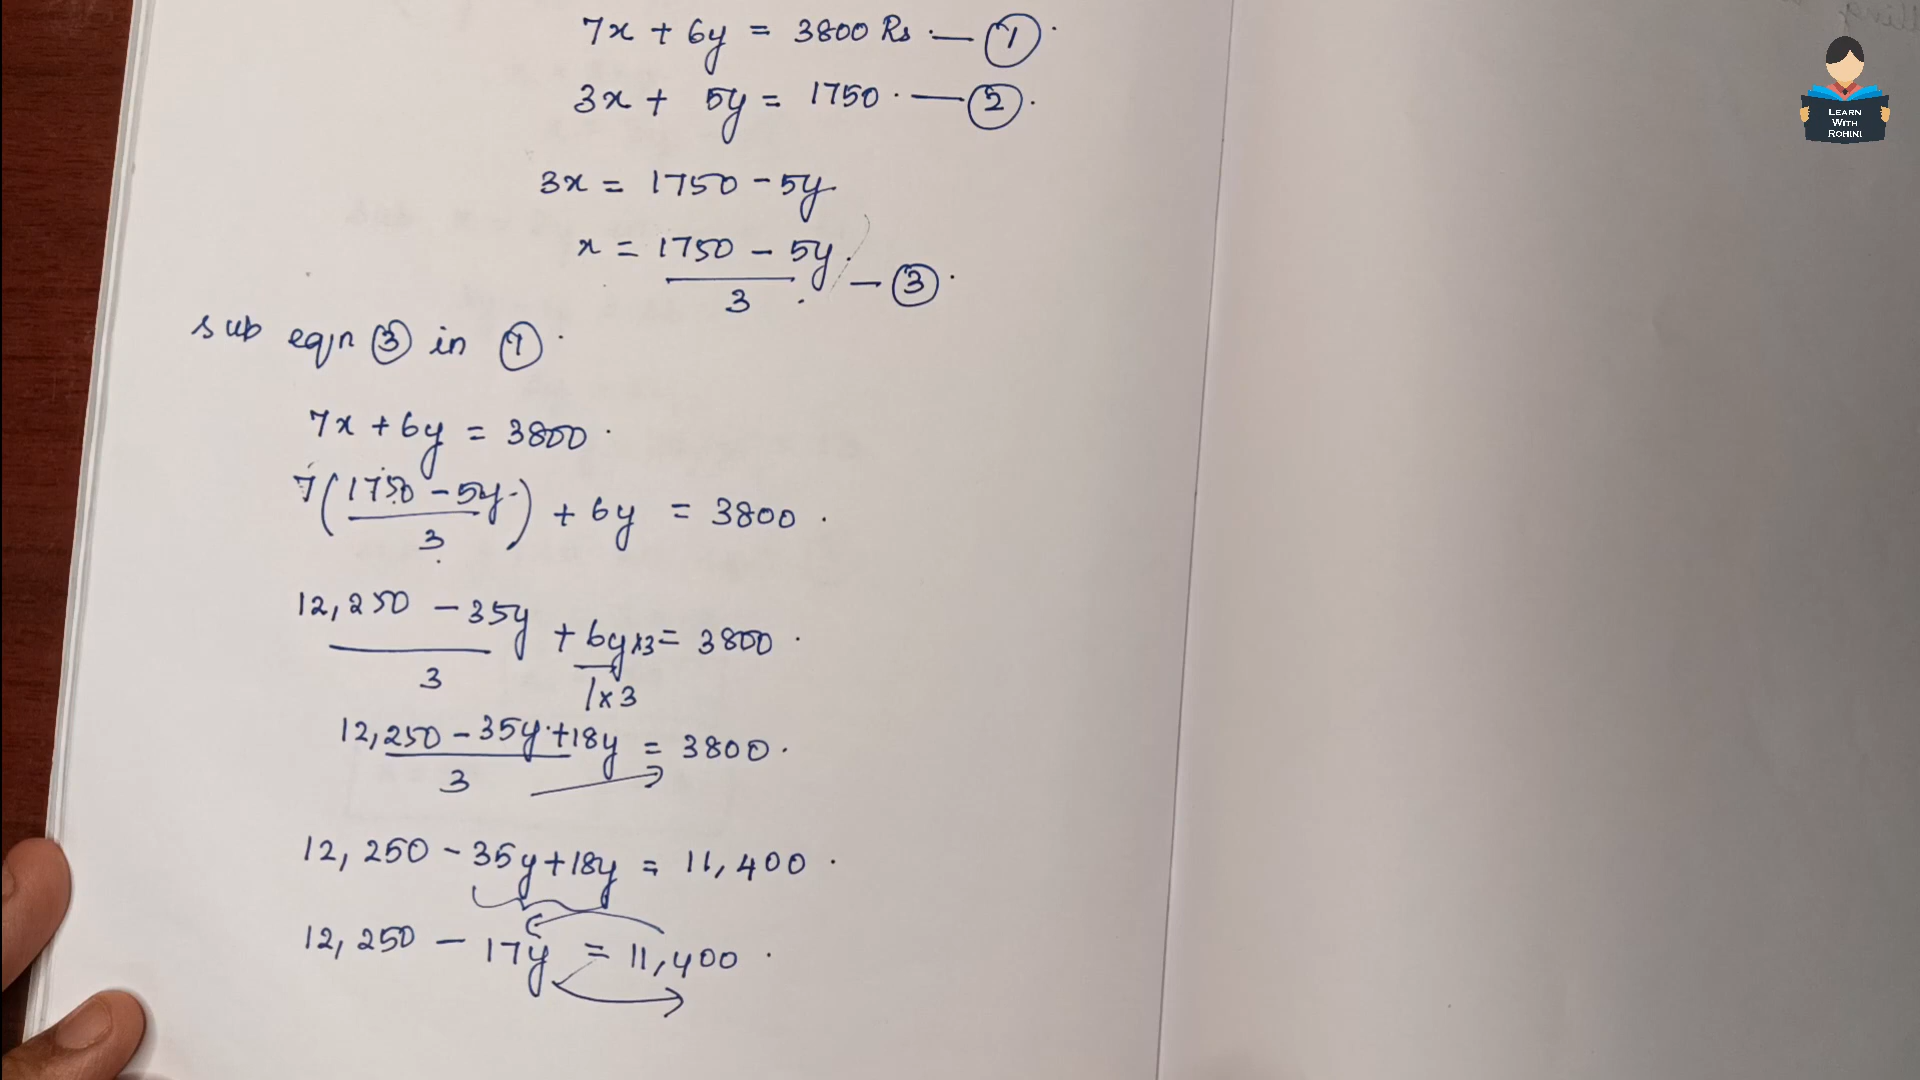 7x + 6y = 3800 Rs. — ①.
3x + 5y = 1750. — ②.
3x = 1750 - 5y
x = 1750 - 5y.
3 — ③.
sub eqn ③ in ①.
7x + 6y = 3800.
7(1750 - 5y) + 6y = 3800.
3
12,250 - 35y + 6y×3 = 3800.
3 1×3
12,250 - 35y + 18y = 3800.
3
12,250 - 35y + 18y = 11,400.
12,250 - 17y = 11,400.
LEARN
WITH
ROHINI